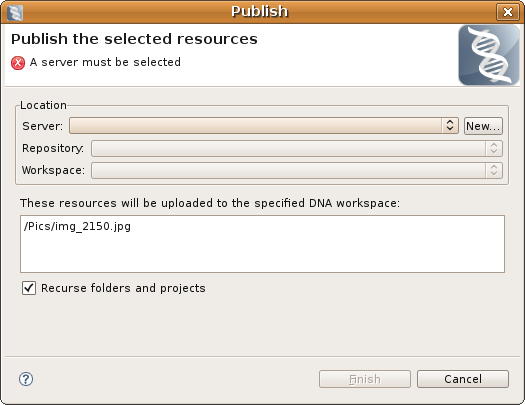 Publish
Publish the selected resources
A server must be selected
Location
Server:
New...
Repository:
Workspace:
These resources will be uploaded to the specified DNA workspace:
/Pics/img_2150.jpg
Recurse folders and projects
Finish
Cancel